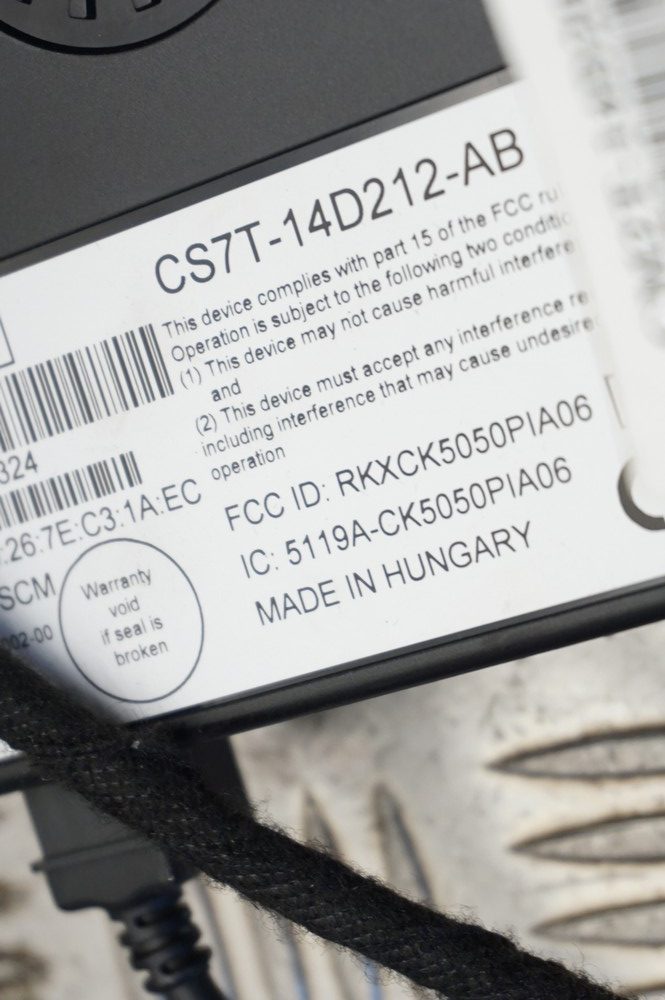 CS7T-14D212-AB
This device complies with part 15 of the FCC
Operation is subject to the following two
(1) This device may not cause harmful
and
(2) This device must accept any interference
including interference that may cause
operation
324
:26:7E:C3:1A:EC
SCM
002-00
Warranty
void
if seal is
broken
FCC ID: RKXCK5050PIA06
IC: 5119A-CK5050PIA06
MADE IN HUNGARY